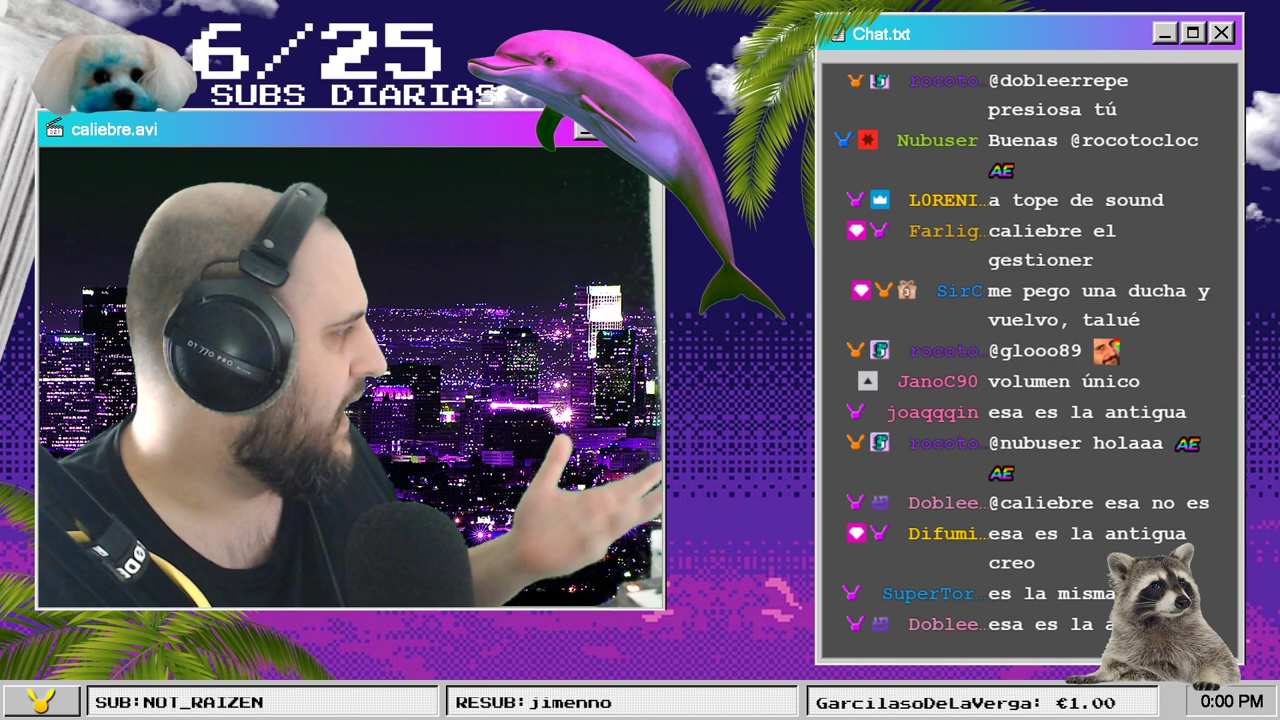 6/25
SUBS DIARIAS
caliebre.avi
DT 770 PRO
Chat.txt
rocoto.. @dobleerrepe
presiosa tú
Nubuser Buenas @rocotocloc
AE
L0RENI.. a tope de sound
Farlig.. caliebre el
gestioner
SirC me pego una ducha y
vuelvo, talué
rocoto.. @glooo89
JanoC90 volumen único
joaqqqin esa es la antigua
rocoto.. @nubuser holaaa AE
AE
Doblee.. @caliebre esa no es
Difumi.. esa es la antigua
creo
SuperTor.. es la misma
Doblee.. esa es la a
SUB:NOT_RAIZEN
RESUB:jimenno
GarcilasoDeLaVerga: €1.00
0:00 PM